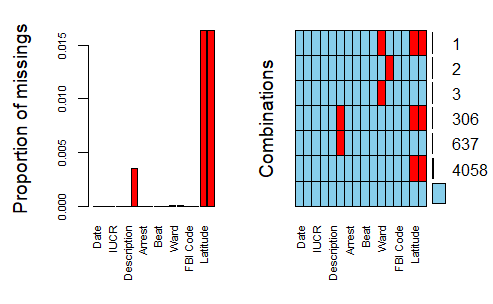 Proportion of missings
0.015
0.010
0.005
0.000
Date
IUCR
Description
Arrest
Beat
Ward
FBI Code
Latitude
Combinations
1
2
3
306
637
4058
Date
IUCR
Description
Arrest
Beat
Ward
FBI Code
Latitude